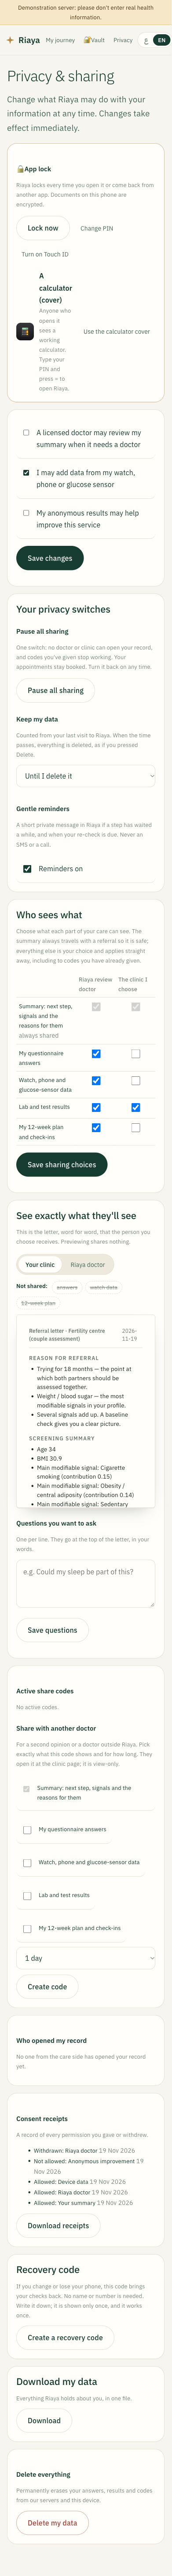 Demonstration server: please don't enter real health
information.
Riaya My journey Vault Privacy ع EN
Privacy & sharing
Change what Riaya may do with your
information at any time. Changes take
effect immediately.
App lock
Riaya locks every time you open it or come back from
another app. Documents on this phone are
encrypted.
Lock now Change PIN
Turn on Touch ID
A
calculator
(cover)
Anyone who
opens it
sees a
working
calculator.
Type your
PIN and
press = to
open Riaya.
Use the calculator cover
A licensed doctor may review my
summary when it needs a doctor
I may add data from my watch,
phone or glucose sensor
My anonymous results may help
improve this service
Save changes
Your privacy switches
Pause all sharing
One switch: no doctor or clinic can open your record,
and codes you've given stop working. Your
appointments stay booked. Turn it back on any time.
Pause all sharing
Keep my data
Counted from your last visit to Riaya. When the time
passes, everything is deleted, as if you pressed
Delete.
Until I delete it
Gentle reminders
A short private message in Riaya if a step has waited
a while, and when your re-check is due. Never an
SMS or a call.
Reminders on
Who sees what
Choose what each part of your care can see. The
summary always travels with a referral so it's safe;
everything else is your choice and applies straight
away, including to codes you have already given.
Riaya review
doctor
The clinic I
choose
Summary: next step,
signals and the
reasons for them
always shared
My questionnaire
answers
Watch, phone and
glucose-sensor data
Lab and test results
My 12-week plan
and check-ins
Save sharing choices
See exactly what they'll see
This is the letter, word for word, that the person you
choose receives. Previewing shares nothing.
Your clinic Riaya doctor
Not shared: answers watch data
12-week plan
Referral letter · Fertility centre
(couple assessment)
2026-
11-19
REASON FOR REFERRAL
• Trying for 18 months — the point at
which both partners should be
assessed together.
• Weight / blood sugar — the most
modifiable signals in your profile.
• Several signals add up. A baseline
check gives you a clear picture.
SCREENING SUMMARY
• Age 34
• BMI 30.9
• Main modifiable signal: Cigarette
smoking (contribution 0.15)
• Main modifiable signal: Obesity /
central adiposity (contribution 0.14)
• Main modifiable signal: Sedentary
Questions you want to ask
One per line. They go at the top of the letter, in your
words.
e.g. Could my sleep be part of this?
Save questions
Active share codes
No active codes.
Share with another doctor
For a second opinion or a doctor outside Riaya. Pick
exactly what this code shows and for how long. They
open it at the clinic page; it is view-only.
Summary: next step, signals and the
reasons for them
My questionnaire answers
Watch, phone and glucose-sensor data
Lab and test results
My 12-week plan and check-ins
1 day
Create code
Who opened my record
No one from the care side has opened your record
yet.
Consent receipts
A record of every permission you gave or withdrew.
• Withdrawn: Riaya doctor 19 Nov 2026
• Not allowed: Anonymous improvement 19
Nov 2026
• Allowed: Device data 19 Nov 2026
• Allowed: Riaya doctor 19 Nov 2026
• Allowed: Your summary 19 Nov 2026
Download receipts
Recovery code
If you change or lose your phone, this code brings
your checks back. No name or number is needed.
Write it down; it is shown only once, and it works
once.
Create a recovery code
Download my data
Everything Riaya holds about you, in one file.
Download
Delete everything
Permanently erases your answers, results and codes
from our servers and this device.
Delete my data